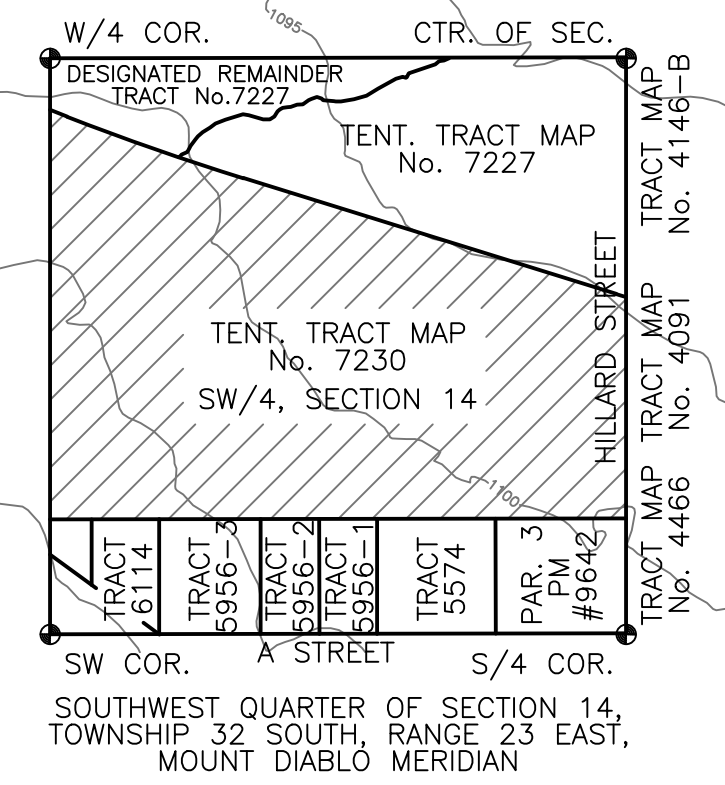 1095
W/4 COR.
CTR. OF SEC.
DESIGNATED REMAINDER
TRACT No.7227
TENT. TRACT MAP
No. 7227
TRACT MAP
No. 4146-B
HILLARD STREET
TRACT MAP
No. 4091
TENT. TRACT MAP
No. 7230
SW/4, SECTION 14
1100
TRACT MAP
No. 4466
TRACT
6114
TRACT
5956-3
TRACT
5956-2
TRACT
5956-1
TRACT
5574
PAR. 3
PM
#9642
SW COR.
A STREET
S/4 COR.
SOUTHWEST QUARTER OF SECTION 14,
TOWNSHIP 32 SOUTH, RANGE 23 EAST,
MOUNT DIABLO MERIDIAN